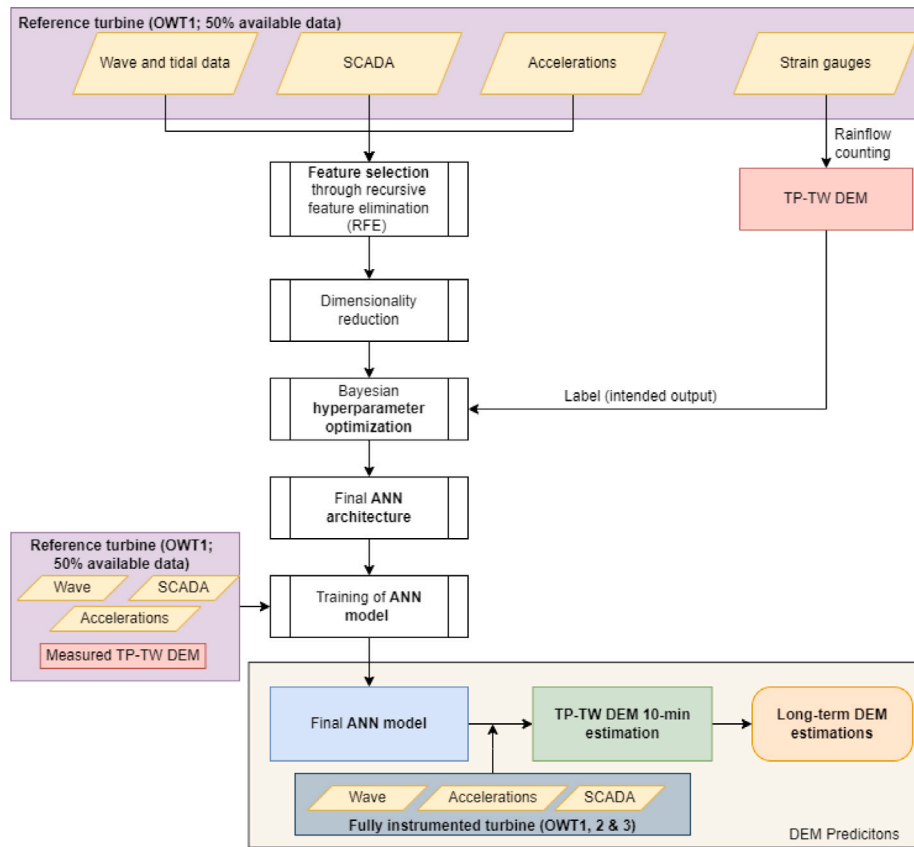 Reference turbine (OWT1; 50% available data)
Wave and tidal data
SCADA
Accelerations
Strain gauges
Rainflow
counting
Feature selection
through recursive
feature elimination
(RFE)
TP-TW DEM
Dimensionality
reduction
Bayesian
hyperparameter
optimization
Label (intended output)
Final ANN
architecture
Reference turbine (OWT1;
50% available data)
Wave
SCADA
Accelerations
Measured TP-TW DEM
Training of ANN
model
Final ANN model
TP-TW DEM 10-min
estimation
Long-term DEM
estimations
Wave
Accelerations
SCADA
Fully instrumented turbine (OWT1, 2 & 3)
DEM Predicitons